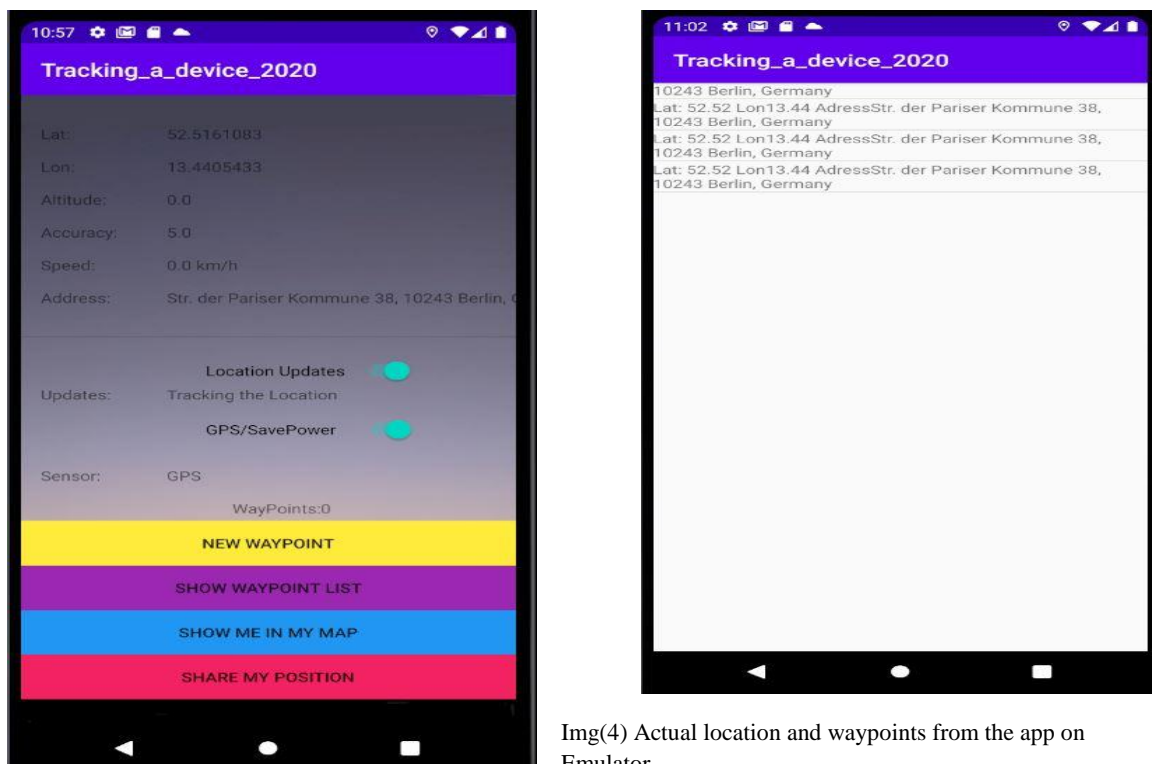 10:57
Tracking_a_device_2020
Lat: 52.5161083
Lon: 13.4405433
Altitude: 0.0
Accuracy: 5.0
Speed: 0.0 km/h
Address: Str. der Pariser Kommune 38, 10243 Berlin,
Location Updates
Updates: Tracking the Location
GPS/SavePower
Sensor: GPS
WayPoints:0
NEW WAYPOINT
SHOW WAYPOINT LIST
SHOW ME IN MY MAP
SHARE MY POSITION
11:02
Tracking_a_device_2020
10243 Berlin, Germany
Lat: 52.52 Lon13.44 AdressStr. der Pariser Kommune 38,
10243 Berlin, Germany
Lat: 52.52 Lon13.44 AdressStr. der Pariser Kommune 38,
10243 Berlin, Germany
Lat: 52.52 Lon13.44 AdressStr. der Pariser Kommune 38,
10243 Berlin, Germany
Img(4) Actual location and waypoints from the app on
Emulator